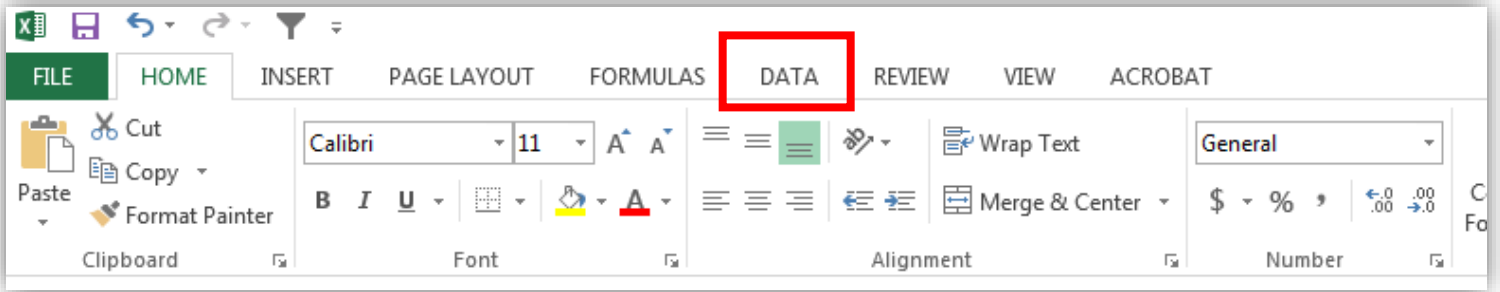 FILE HOME INSERT PAGE LAYOUT FORMULAS DATA REVIEW VIEW ACROBAT
Paste
Cut
Copy
Format Painter
Clipboard
Calibri 11
B I U A
Font
Wrap Text
Merge & Center
Alignment
General
$ % ,
Number